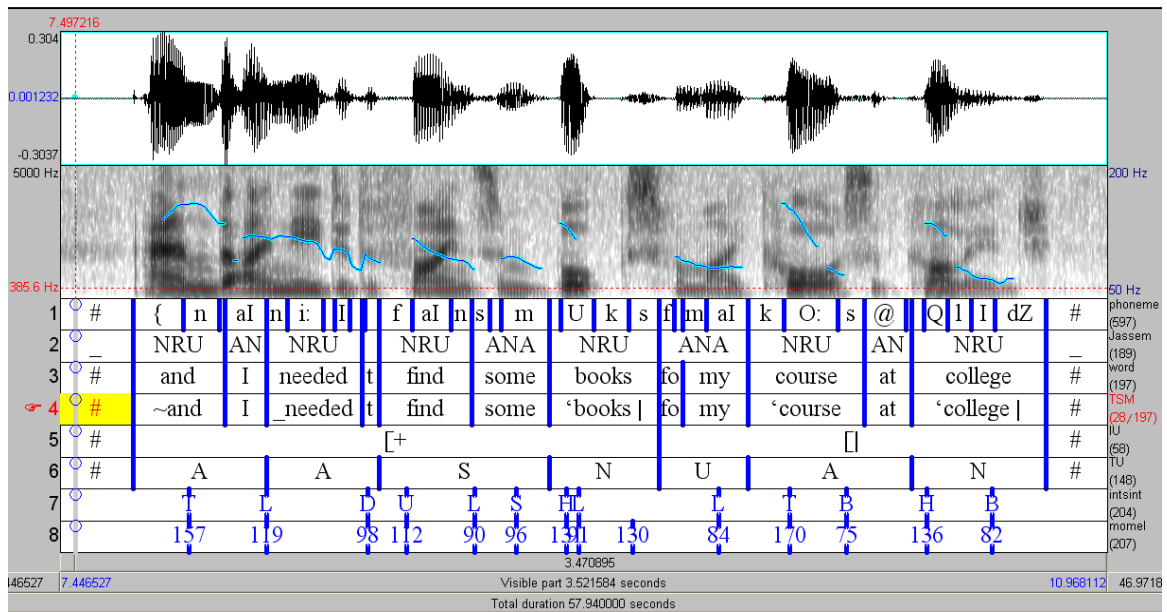 7.497216
0.304
0.001232
-0.3037
5000 Hz 200 Hz
385.6 Hz 50 Hz
1 # { n aI n i: I f aI n s m U k s f m aI k O: s @ Q l I dZ # phoneme (597)
2 _ NRU AN NRU NRU ANA NRU ANA NRU AN NRU _ Jassem (189)
3 # and I needed t find some books fo my course at college # word (197)
4 # ~and I _needed t find some ‘books | fo my ‘course at ‘college | # TSM (28/197)
5 # [+ [| # IU (58)
6 # A A S N U A N # TU (148)
7 T L D U L S H L L T B H B intsint (204)
8 157 119 98 112 90 96 91 130 84 170 75 136 82 momel (207)
3.470895
446527 7.446527 Visible part 3.521584 seconds 10.968112 46.9718
Total duration 57.940000 seconds